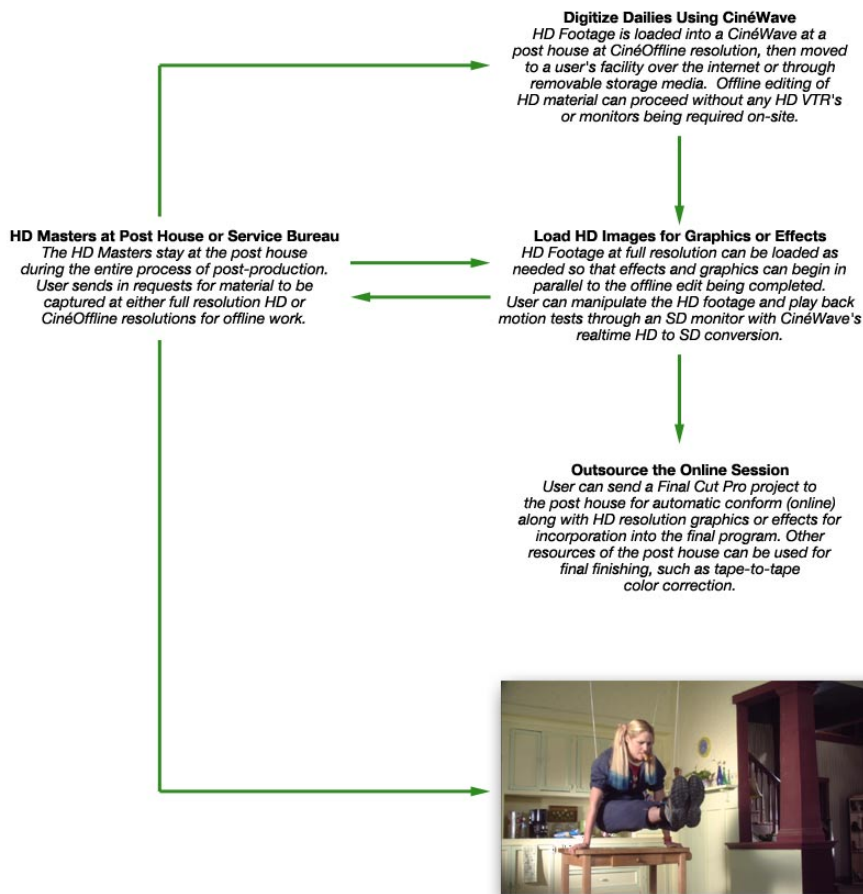 Digitize Dailies Using CinéWave
HD Footage is loaded into a CinéWave at a
post house at CinéOffline resolution, then moved
to a user's facility over the internet or through
removable storage media.  Offline editing of
HD material can proceed without any HD VTR's
or monitors being required on-site.
HD Masters at Post House or Service Bureau
The HD Masters stay at the post house
during the entire process of post-production.
User sends in requests for material to be
captured at either full resolution HD or
CinéOffline resolutions for offline work.
Load HD Images for Graphics or Effects
HD Footage at full resolution can be loaded as
needed so that effects and graphics can begin in
parallel to the offline edit being completed.
User can manipulate the HD footage and play back
motion tests through an SD monitor with CinéWave's
realtime HD to SD conversion.
Outsource the Online Session
User can send a Final Cut Pro project to
the post house for automatic conform (online)
along with HD resolution graphics or effects for
incorporation into the final program. Other
resources of the post house can be used for
final finishing, such as tape-to-tape
color correction.